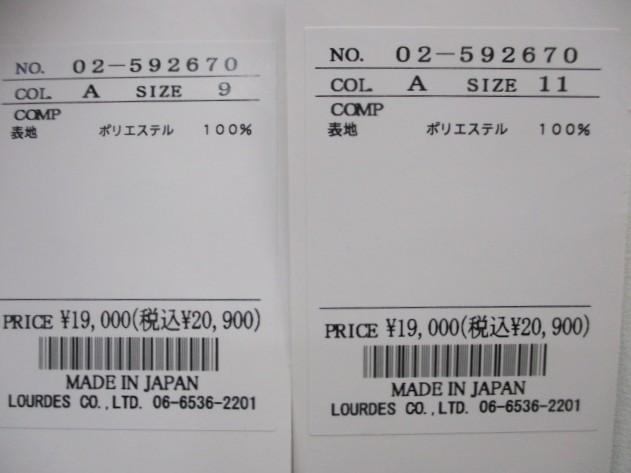 NO. 02-592670
COL. A SIZE 9
COMP
表地 ポリエステル 100%
PRICE ¥19,000(税込¥20,900)
MADE IN JAPAN
LOURDES CO.,LTD. 06-6536-2201
NO. 02-592670
COL. A SIZE 11
COMP
表地 ポリエステル 100%
PRICE ¥19,000(税込¥20,900)
MADE IN JAPAN
LOURDES CO.,LTD. 06-6536-2201